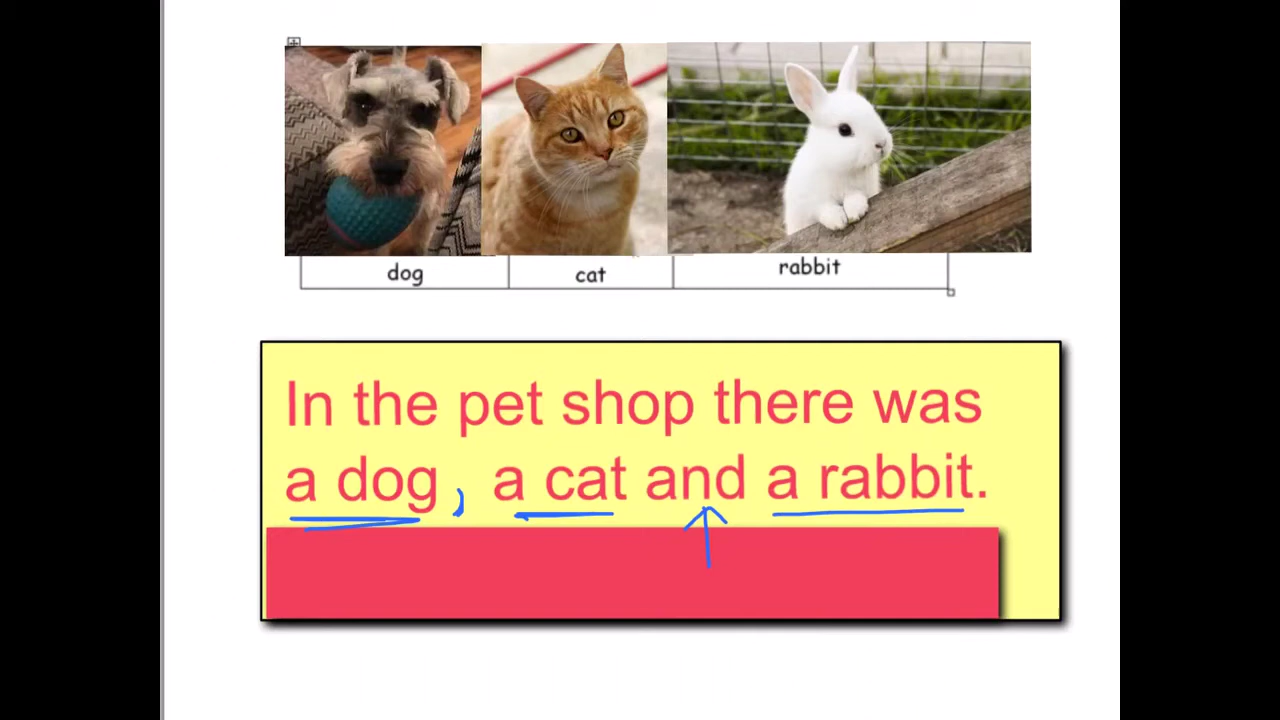 dog cat rabbit
In the pet shop there was
a dog, a cat and a rabbit.